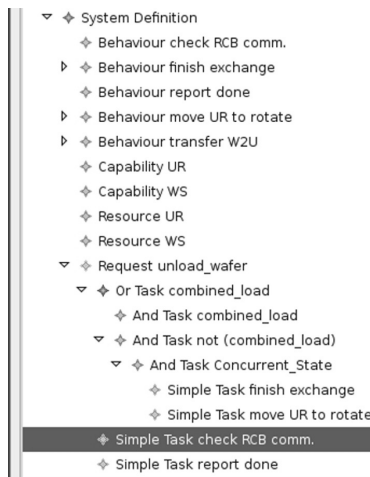 System Definition
Behaviour check RCB comm.
Behaviour finish exchange
Behaviour report done
Behaviour move UR to rotate
Behaviour transfer W2U
Capability UR
Capability WS
Resource UR
Resource WS
Request unload_wafer
Or Task combined_load
And Task combined_load
And Task not (combined_load)
And Task Concurrent_State
Simple Task finish exchange
Simple Task move UR to rotate
Simple Task check RCB comm.
Simple Task report done